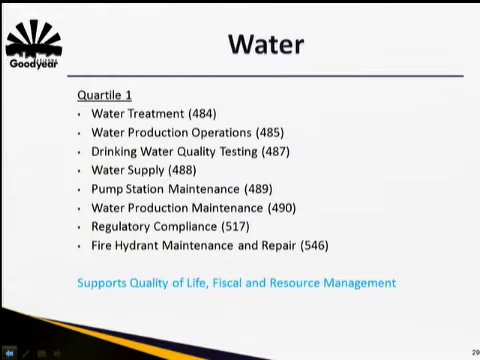 Goodyear
Water
Quartile 1
• Water Treatment (484)
• Water Production Operations (485)
• Drinking Water Quality Testing (487)
• Water Supply (488)
• Pump Station Maintenance (489)
• Water Production Maintenance (490)
• Regulatory Compliance (517)
• Fire Hydrant Maintenance and Repair (546)
Supports Quality of Life, Fiscal and Resource Management